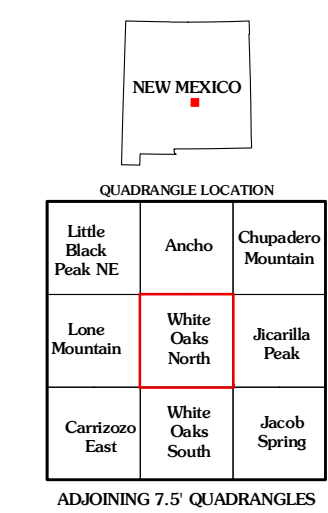 NEW MEXICO
QUADRANGLE LOCATION
Little
Black
Peak NE
Ancho
Chupadero
Mountain
Lone
Mountain
White
Oaks
North
Jicarilla
Peak
Carrizozo
East
White
Oaks
South
Jacob
Spring
ADJOINING 7.5' QUADRANGLES